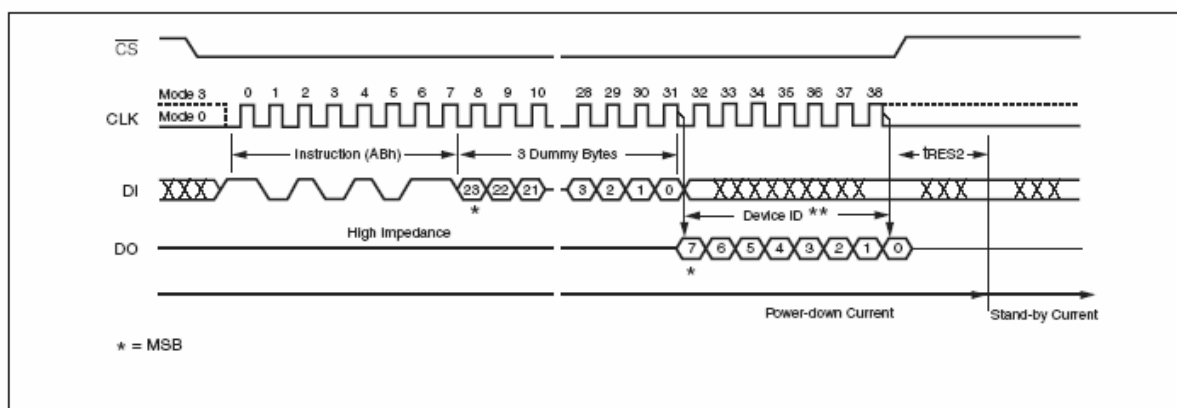 CS
Mode 3
0 1 2 3 4 5 6 7 8 9 10 28 29 30 31 32 33 34 35 36 37 38
CLK
Mode 0
Instruction (ABh) 3 Dummy Bytes tRES2
DI
23 22 21 3 2 1 0
*
Device ID **
High Impedance
DO
7 6 5 4 3 2 1 0
*
Power-down Current Stand-by Current
* = MSB